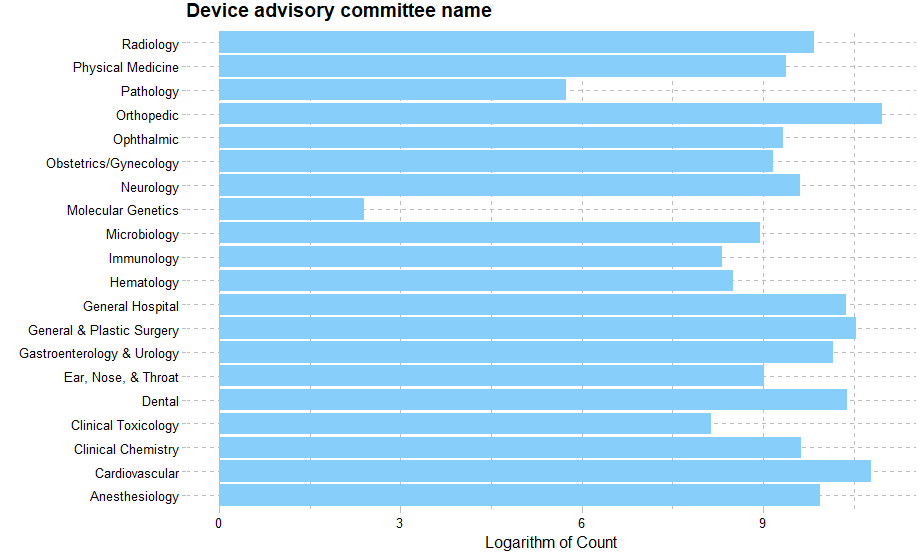 Device advisory committee name
Radiology
Physical Medicine
Pathology
Orthopedic
Ophthalmic
Obstetrics/Gynecology
Neurology
Molecular Genetics
Microbiology
Immunology
Hematology
General Hospital
General & Plastic Surgery
Gastroenterology & Urology
Ear, Nose, & Throat
Dental
Clinical Toxicology
Clinical Chemistry
Cardiovascular
Anesthesiology
0 3 6 9
Logarithm of Count